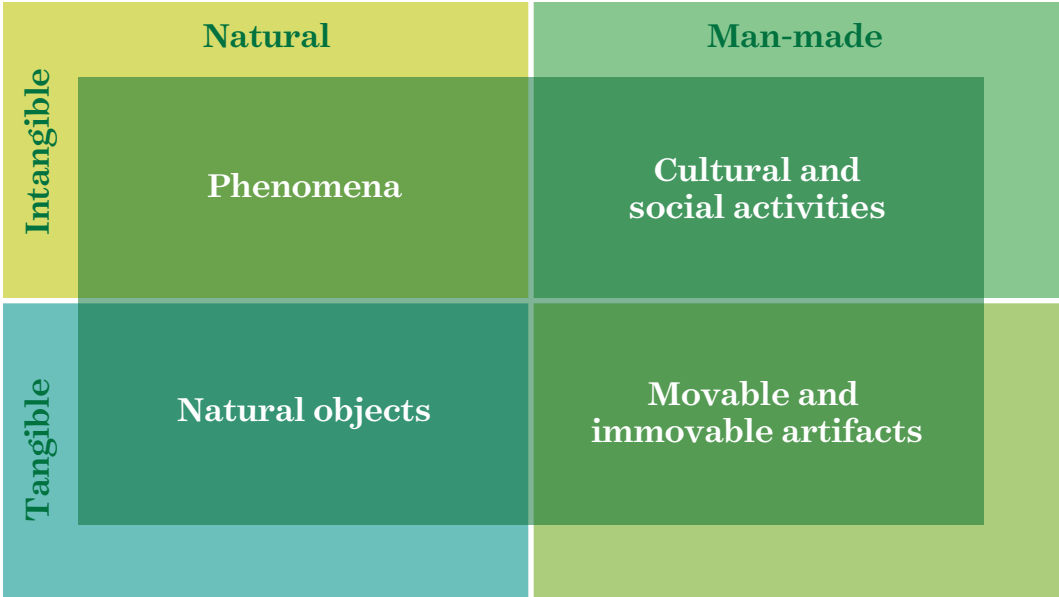 Natural
Man-made
Intangible
Phenomena
Cultural and
social activities
Tangible
Natural objects
Movable and
immovable artifacts